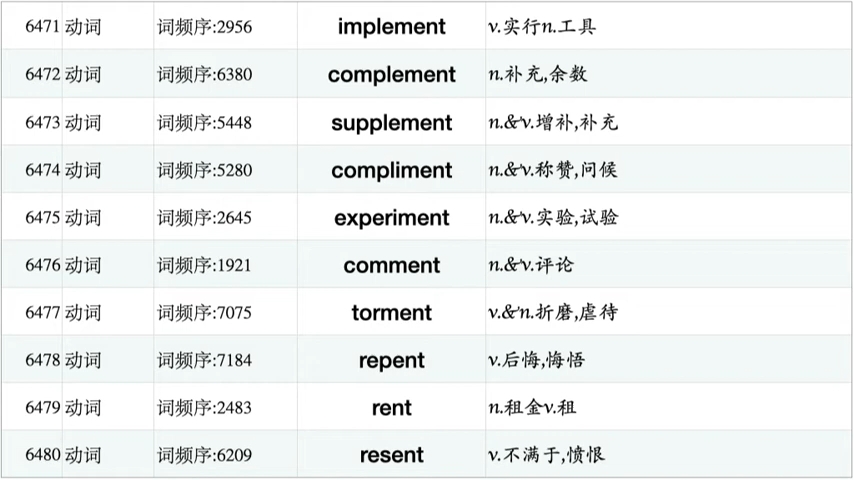 6471 动词 词频序:2956 implement v.实行n.工具
6472 动词 词频序:6380 complement n.补充,余数
6473 动词 词频序:5448 supplement n.&v.增补,补充
6474 动词 词频序:5280 compliment n.&v.称赞,问候
6475 动词 词频序:2645 experiment n.&v.实验,试验
6476 动词 词频序:1921 comment n.&v.评论
6477 动词 词频序:7075 torment v.&n.折磨,虐待
6478 动词 词频序:7184 repent v.后悔,悔悟
6479 动词 词频序:2483 rent n.租金v.租
6480 动词 词频序:6209 resent v.不满于,愤恨